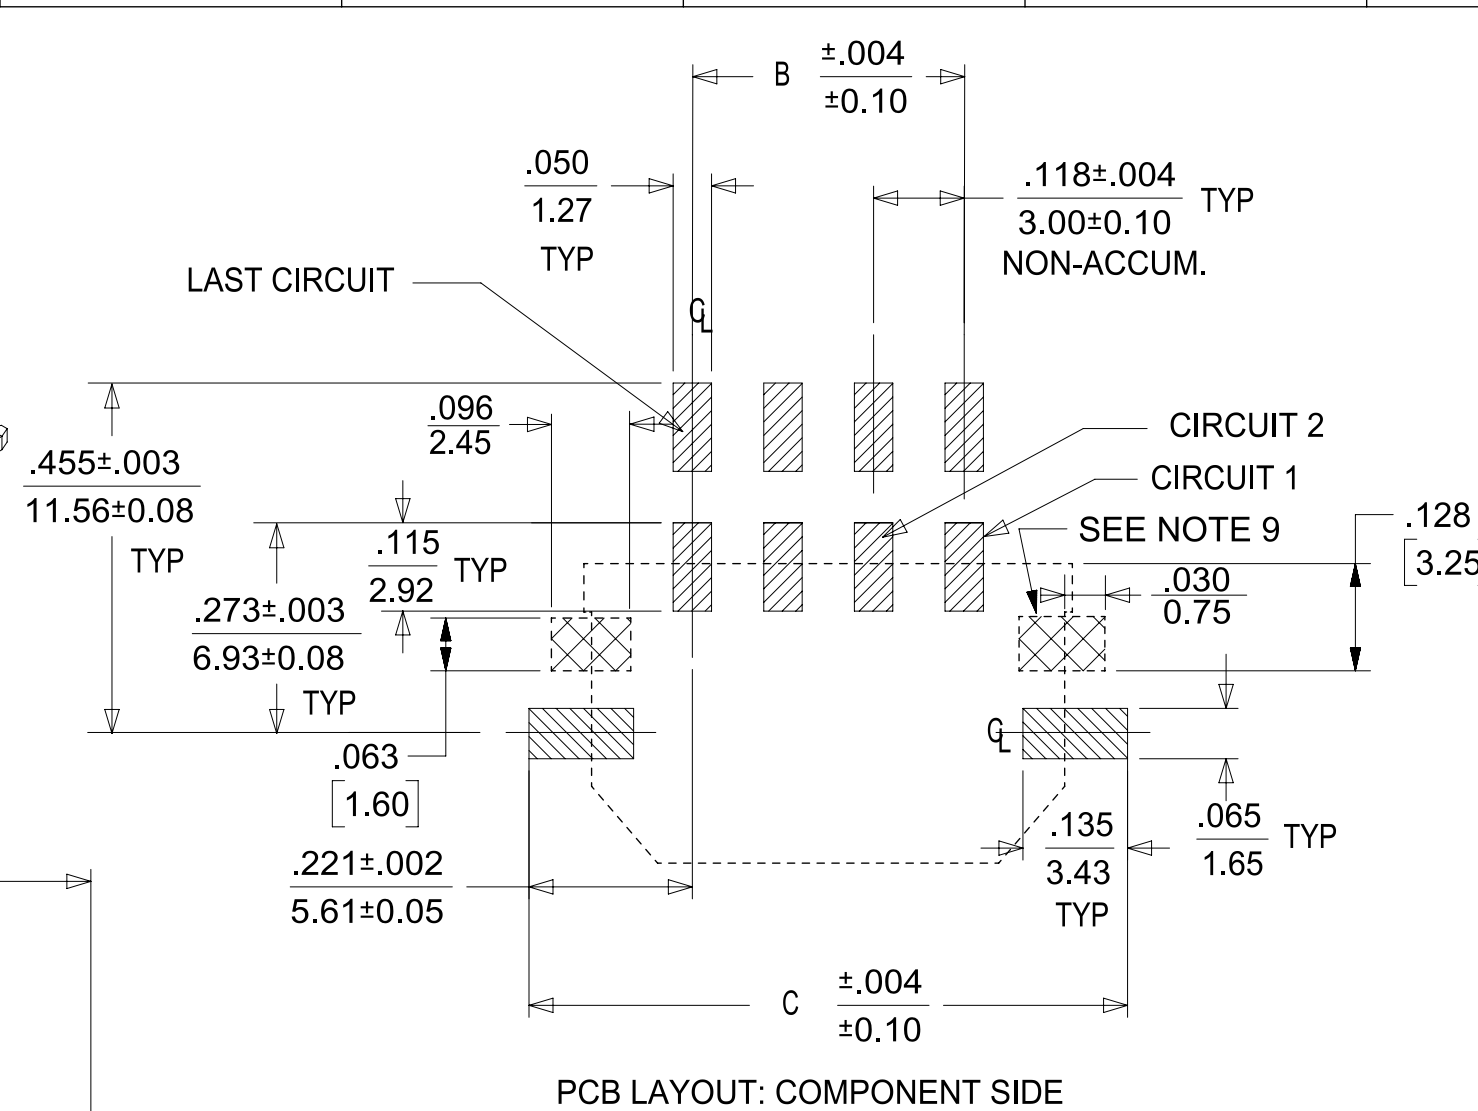 B ±.004
±0.10
.050
1.27
TYP
.118±.004 TYP
3.00±0.10
NON-ACCUM.
LAST CIRCUIT
CL
.096
2.45
CIRCUIT 2
CIRCUIT 1
.455±.003
11.56±0.08
TYP
SEE NOTE 9
.128
[3.25
.115 TYP
2.92
.030
0.75
.273±.003
6.93±0.08
TYP
CL
.063
[1.60]
.135
3.43
TYP
.065 TYP
1.65
.221±.002
5.61±0.05
C ±.004
±0.10
PCB LAYOUT: COMPONENT SIDE